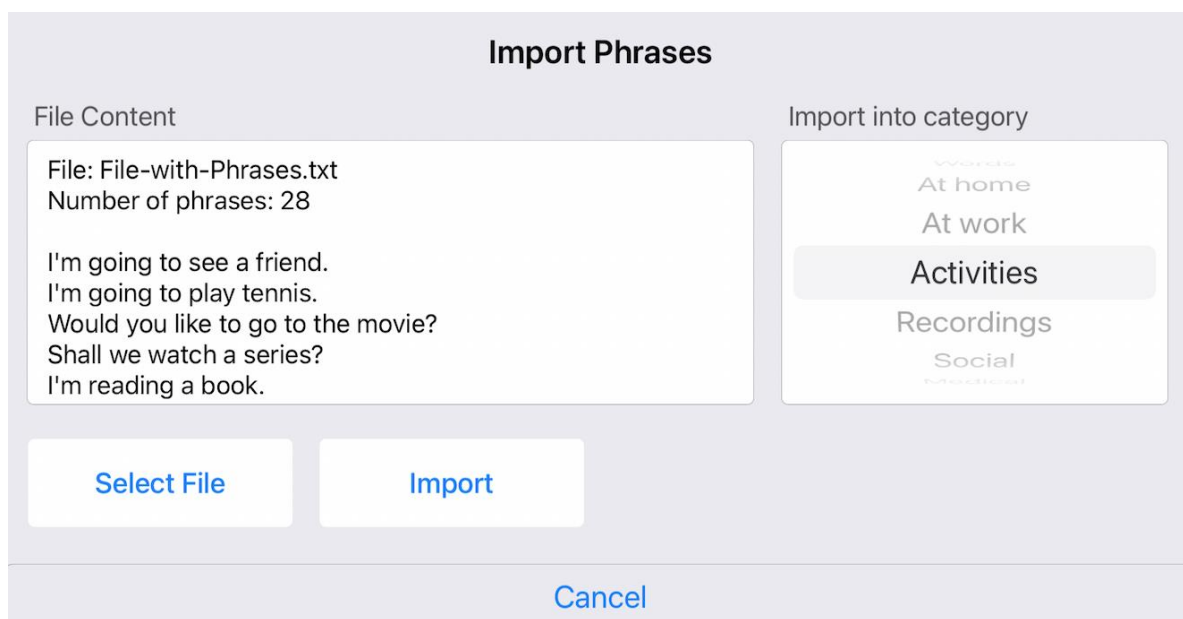 Import Phrases
File Content
File: File-with-Phrases.txt
Number of phrases: 28
I'm going to see a friend.
I'm going to play tennis.
Would you like to go to the movie?
Shall we watch a series?
I'm reading a book.
Import into category
Words
At home
At work
Activities
Recordings
Social
Medical
Select File
Import
Cancel